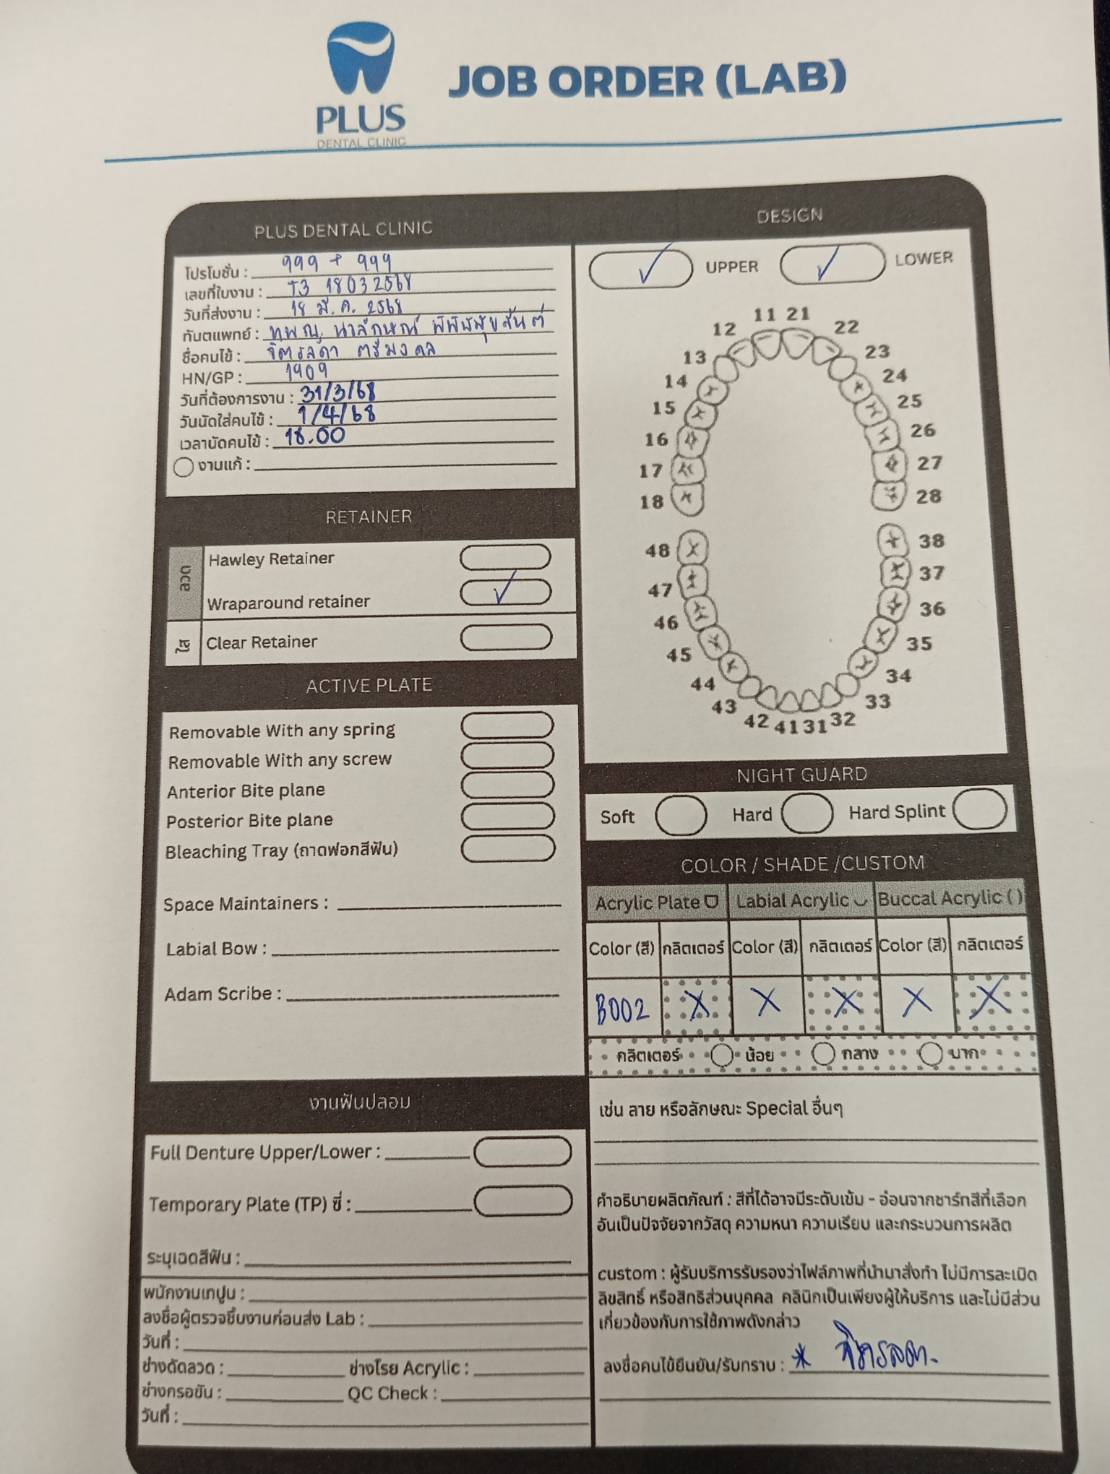 PLUS
DENTAL CLINIC
JOB ORDER (LAB)
PLUS DENTAL CLINIC
โปรโมชั่น : 999 + 999
เลขที่ใบงาน : T3 18032568
วันที่ส่งงาน : 18 มี.ค. 2568
ทันตแพทย์ : ทพญ.
ชื่อคนไข้ : จิตรลดา ศรีมงคล
HN/GP : 1909
วันที่ต้องการงาน : 31/3/68
วันนัดใส่คนไข้ : 1/4/68
เวลานัดคนไข้ : 18.00
งานแก้ :
DESIGN
UPPER
LOWER
11 21
12 22
13 23
14 24
15 25
16 26
17 27
18 28
48 38
47 37
46 36
45 35
44 34
43 33
42 41 31 32
RETAINER
ลวด
Hawley Retainer
Wraparound retainer
ใส
Clear Retainer
ACTIVE PLATE
Removable With any spring
Removable With any screw
Anterior Bite plane
Posterior Bite plane
Bleaching Tray (ถาดฟอกสีฟัน)
Space Maintainers :
Labial Bow :
Adam Scribe :
NIGHT GUARD
Soft Hard Hard Splint
COLOR / SHADE /CUSTOM
Acrylic Plate Labial Acrylic Buccal Acrylic ( )
Color (สี) กลิตเตอร์ Color (สี) กลิตเตอร์ Color (สี) กลิตเตอร์
B002 X X X X X
กลิตเตอร์ น้อย กลาง มาก
เช่น ลาย หรือลักษณะ Special อื่นๆ
คำอธิบายผลิตภัณฑ์ : สีที่ได้อาจมีระดับเข้ม - อ่อนจากชาร์ทสีที่เลือก
อันเป็นปัจจัยจากวัสดุ ความหนา ความเรียบ และกระบวนการผลิต
custom : ผู้รับบริการรับรองว่าไฟล์ภาพที่นำมาสั่งทำ ไม่มีการละเมิด
ลิขสิทธิ์ หรือสิทธิส่วนบุคคล คลินิกเป็นเพียงผู้ให้บริการ และไม่มีส่วน
เกี่ยวข้องกับการใช้ภาพดังกล่าว
ลงชื่อคนไข้ยืนยัน/รับทราบ : * จิตรลดา
งานฟันปลอม
Full Denture Upper/Lower :
Temporary Plate (TP) ซี่ :
ระบุเฉดสีฟัน :
พนักงานเทปูน :
ลงชื่อผู้ตรวจชิ้นงานก่อนส่ง Lab :
วันที่ :
ช่างดัดลวด : ช่างโรย Acrylic :
ช่างกรอขัน : QC Check :
วันที่ :